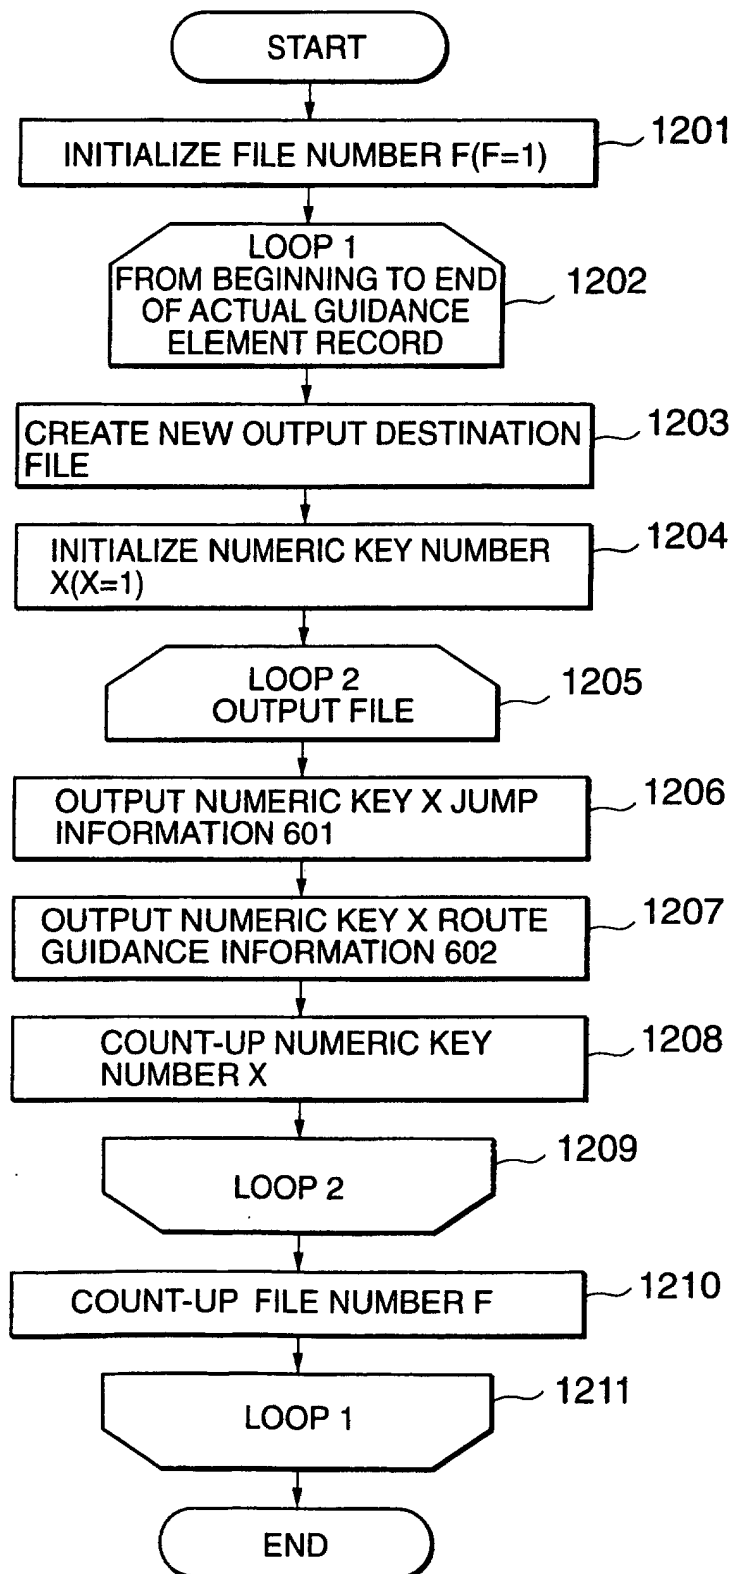 START
INITIALIZE FILE NUMBER F(F=1)
1201
LOOP 1
FROM BEGINNING TO END
OF ACTUAL GUIDANCE
ELEMENT RECORD
1202
CREATE NEW OUTPUT DESTINATION
FILE
1203
INITIALIZE NUMERIC KEY NUMBER
X(X=1)
1204
LOOP 2
OUTPUT FILE
1205
OUTPUT NUMERIC KEY X JUMP
INFORMATION 601
1206
OUTPUT NUMERIC KEY X ROUTE
GUIDANCE INFORMATION 602
1207
COUNT-UP NUMERIC KEY
NUMBER X
1208
LOOP 2
1209
COUNT-UP FILE NUMBER F
1210
LOOP 1
1211
END